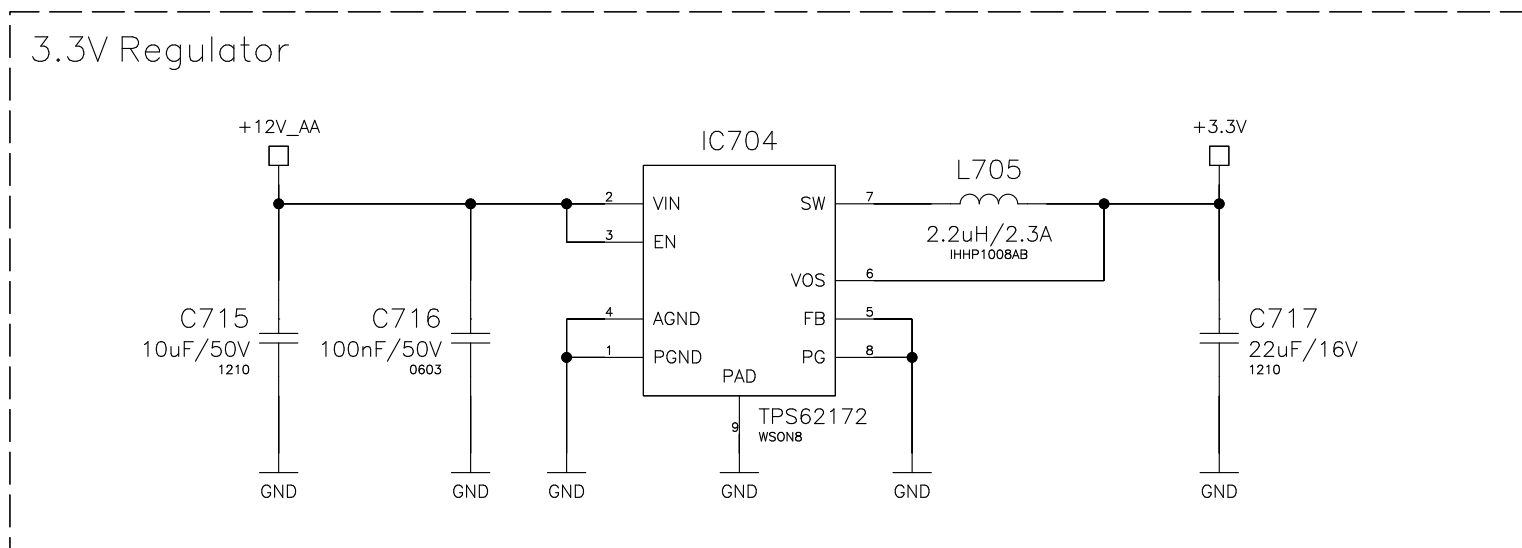 3.3V Regulator
+12V_AA
IC704
+3.3V
L705
2 VIN
SW 7
2.2uH/2.3A
IHHP1008AB
3 EN
VOS 6
C715
10uF/50V
1210
C716
100nF/50V
0603
4 AGND
FB 5
1 PGND
PG 8
C717
22uF/16V
1210
PAD
9
TPS62172
WSON8
GND
GND
GND
GND
GND
GND